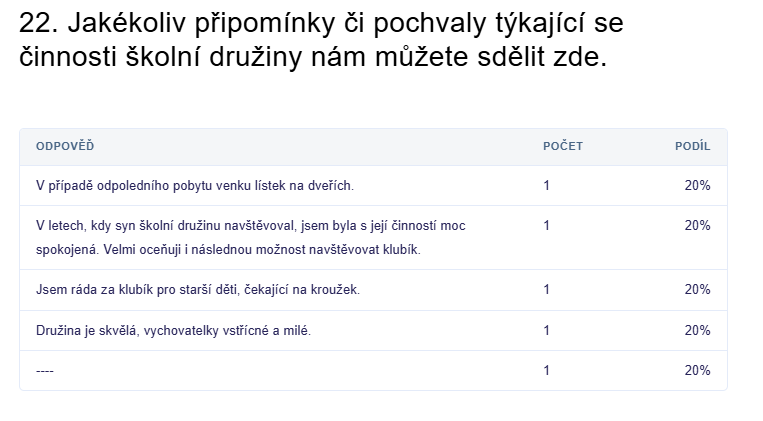 22. Jakékoliv připomínky či pochvaly týkající se
činnosti školní družiny nám můžete sdělit zde.
ODPOVĚĎ POČET PODÍL
V případě odpoledního pobytu venku lístek na dveřích. 1 20%
V letech, kdy syn školní družinu navštěvoval, jsem byla s její činností moc 1 20%
spokojená. Velmi oceňuji i následnou možnost navštěvovat klubík.
Jsem ráda za klubík pro starší děti, čekající na kroužek. 1 20%
Družina je skvělá, vychovatelky vstřícné a milé. 1 20%
---- 1 20%